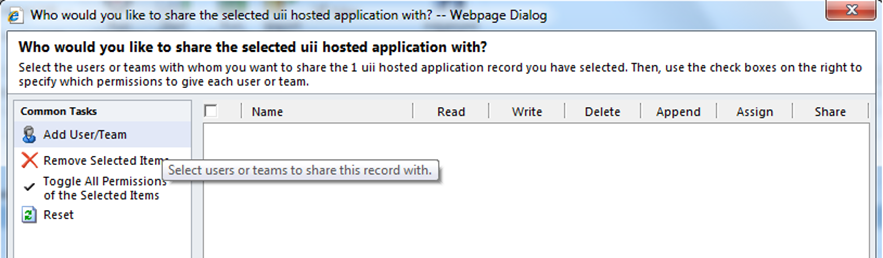 Who would you like to share the selected uii hosted application with? -- Webpage Dialog
Who would you like to share the selected uii hosted application with?
Select the users or teams with whom you want to share the 1 uii hosted application record you have selected. Then, use the check boxes on the right to
specify which permissions to give each user or team.
Common Tasks
Name Read Write Delete Append Assign Share
Add User/Team
Remove Selected Items
Select users or teams to share this record with.
Toggle All Permissions
of the Selected Items
Reset